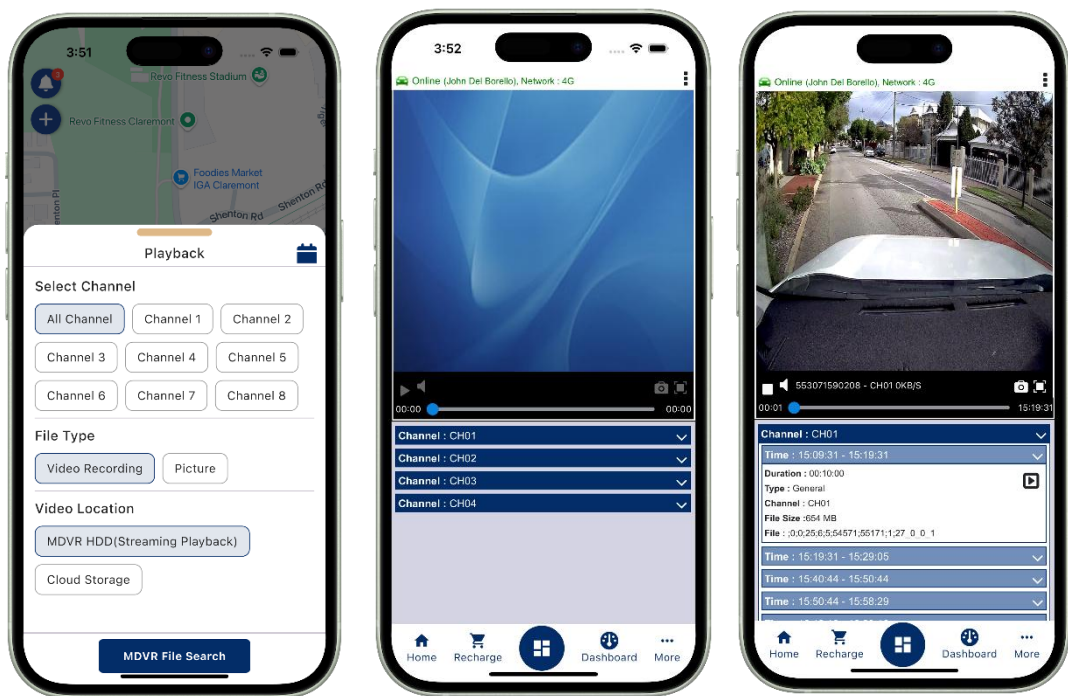 3:51
Revo Fitness Stadium
Revo Fitness Claremont
Foodies Market
IGA Claremont
Shenton Rd
Shenton Rd
Playback
Select Channel
All Channel
Channel 1
Channel 2
Channel 3
Channel 4
Channel 5
Channel 6
Channel 7
Channel 8
File Type
Video Recording
Picture
Video Location
MDVR HDD(Streaming Playback)
Cloud Storage
MDVR File Search
3:52
Online (John Del Borello), Network : 4G
00:00
00:00
Channel : CH01
Channel : CH02
Channel : CH03
Channel : CH04
Home
Recharge
Dashboard
More
Online (John Del Borello), Network : 4G
553071590208 - CH01 0KB/S
00:01
15:19:31
Channel : CH01
Time : 15:09:31 - 15:19:31
Duration : 00:10:00
Type : General
Channel : CH01
File Size :654 MB
File : ;0;0;25;6;5;54571;55171;1;27_0_0_1
Time : 15:19:31 - 15:29:05
Time : 15:40:44 - 15:50:44
Time : 15:50:44 - 15:58:29
Home
Recharge
Dashboard
More